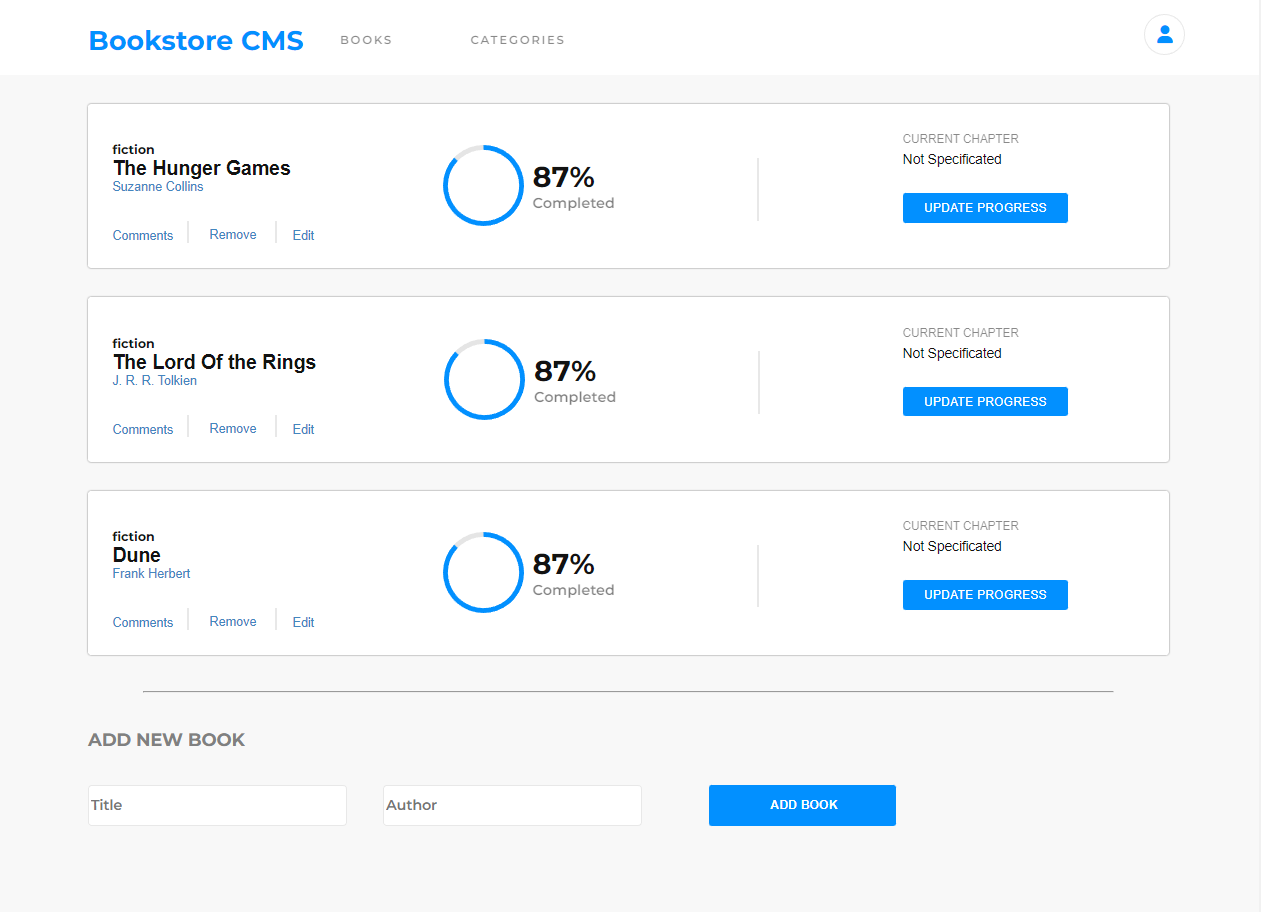 Bookstore CMS BOOKS CATEGORIES
fiction
The Hunger Games
Suzanne Collins
Comments Remove Edit
87%
Completed
CURRENT CHAPTER
Not Specificated
UPDATE PROGRESS
fiction
The Lord Of the Rings
J. R. R. Tolkien
Comments Remove Edit
87%
Completed
CURRENT CHAPTER
Not Specificated
UPDATE PROGRESS
fiction
Dune
Frank Herbert
Comments Remove Edit
87%
Completed
CURRENT CHAPTER
Not Specificated
UPDATE PROGRESS
ADD NEW BOOK
Title Author ADD BOOK